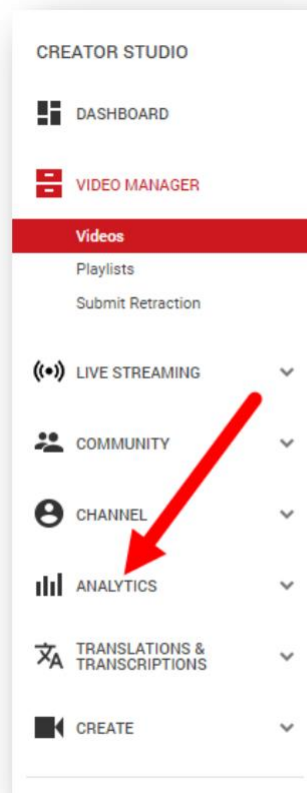 CREATOR STUDIO
DASHBOARD
VIDEO MANAGER
Videos
Playlists
Submit Retraction
LIVE STREAMING
COMMUNITY
CHANNEL
ANALYTICS
TRANSLATIONS &
TRANSCRIPTIONS
CREATE